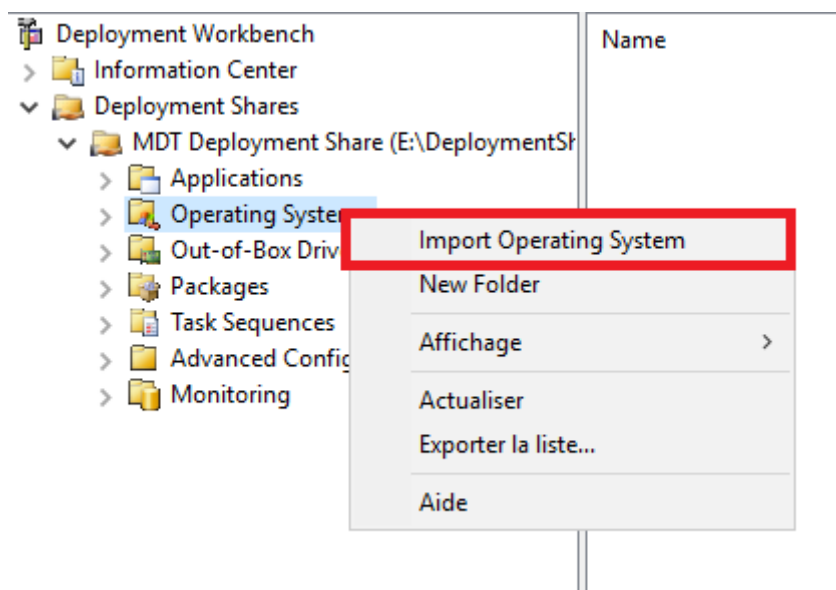 Deployment Workbench
Name
Information Center
Deployment Shares
MDT Deployment Share (E:\DeploymentSh
Applications
Operating System
Import Operating System
Out-of-Box Driv
New Folder
Packages
Task Sequences
Affichage
Advanced Config
Monitoring
Actualiser
Exporter la liste...
Aide